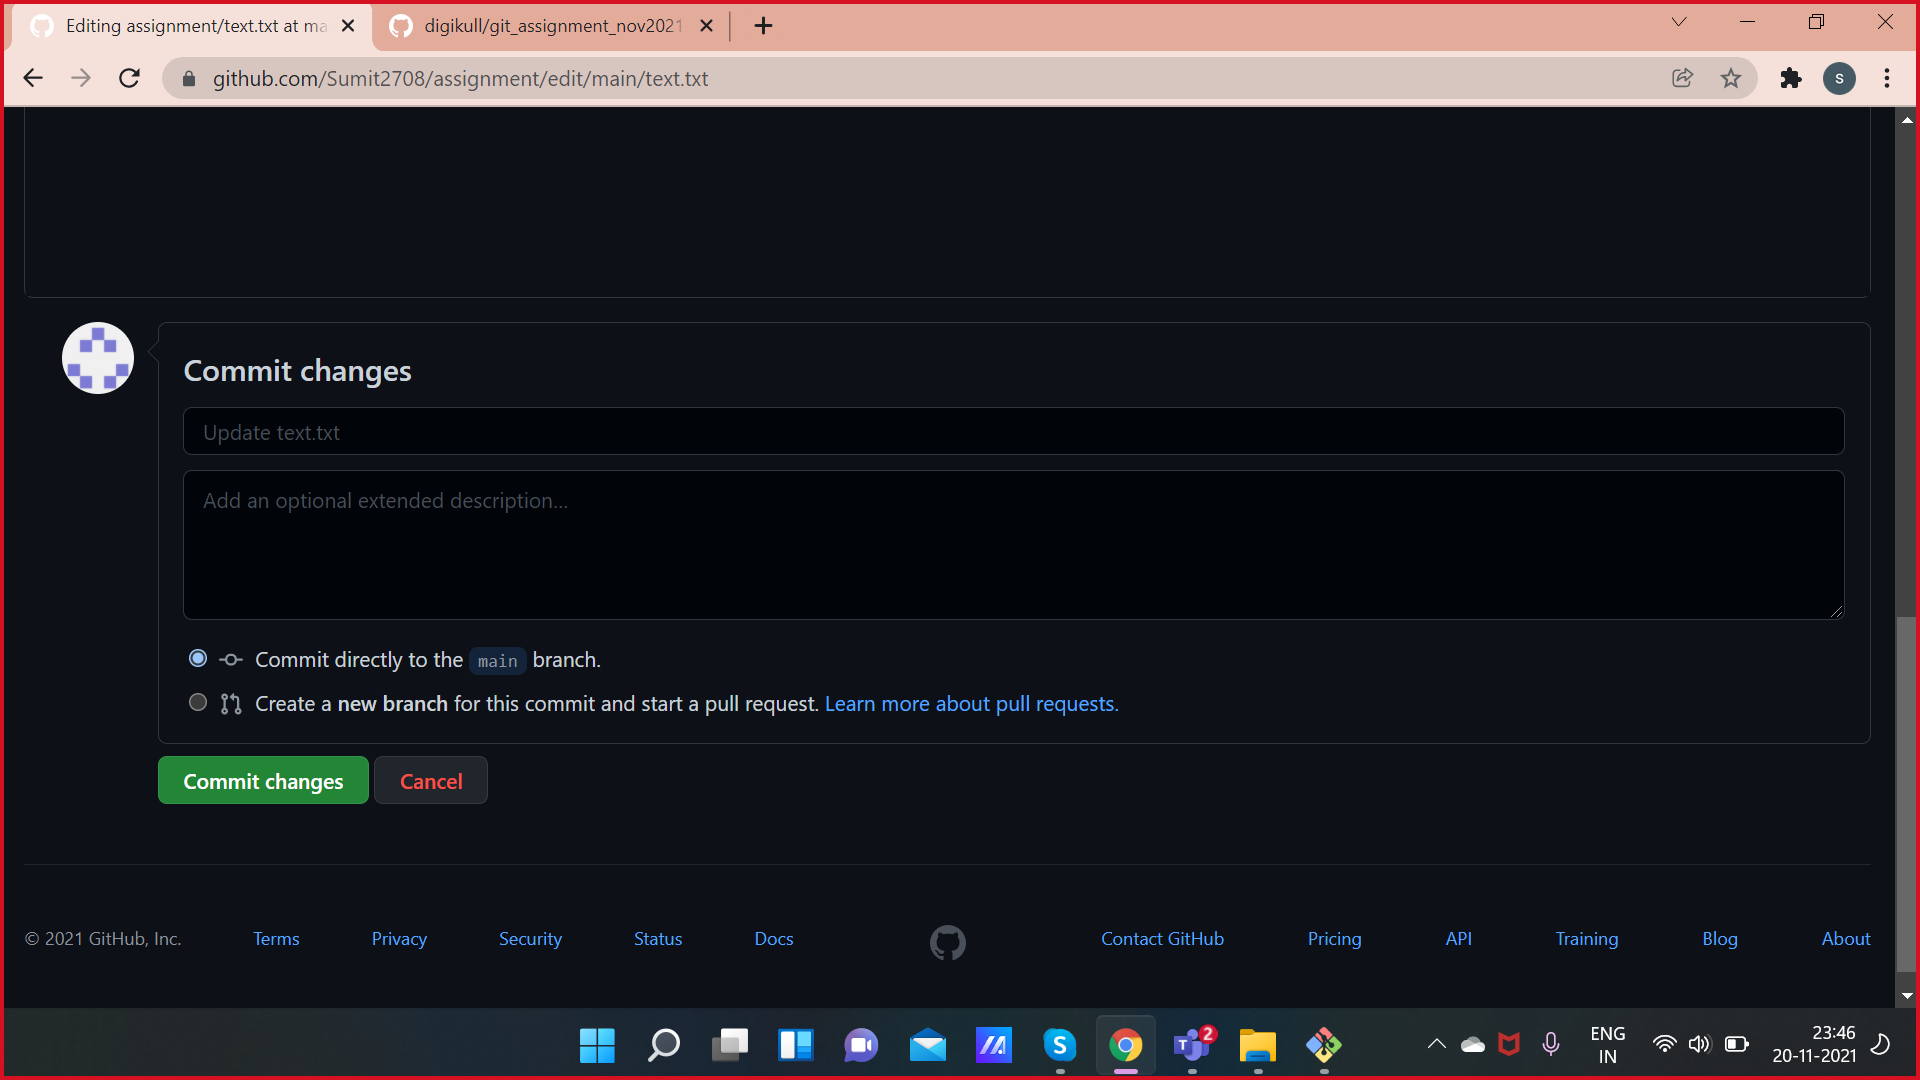 Editing assignment/text.txt at ma
digikull/git_assignment_nov2021
github.com/Sumit2708/assignment/edit/main/text.txt
S
Commit changes
Update text.txt
Add an optional extended description...
Commit directly to the main branch.
Create a new branch for this commit and start a pull request. Learn more about pull requests.
Commit changes Cancel
© 2021 GitHub, Inc. Terms Privacy Security Status Docs Contact GitHub Pricing API Training Blog About
S
T
2
ENG
IN
23:46
20-11-2021